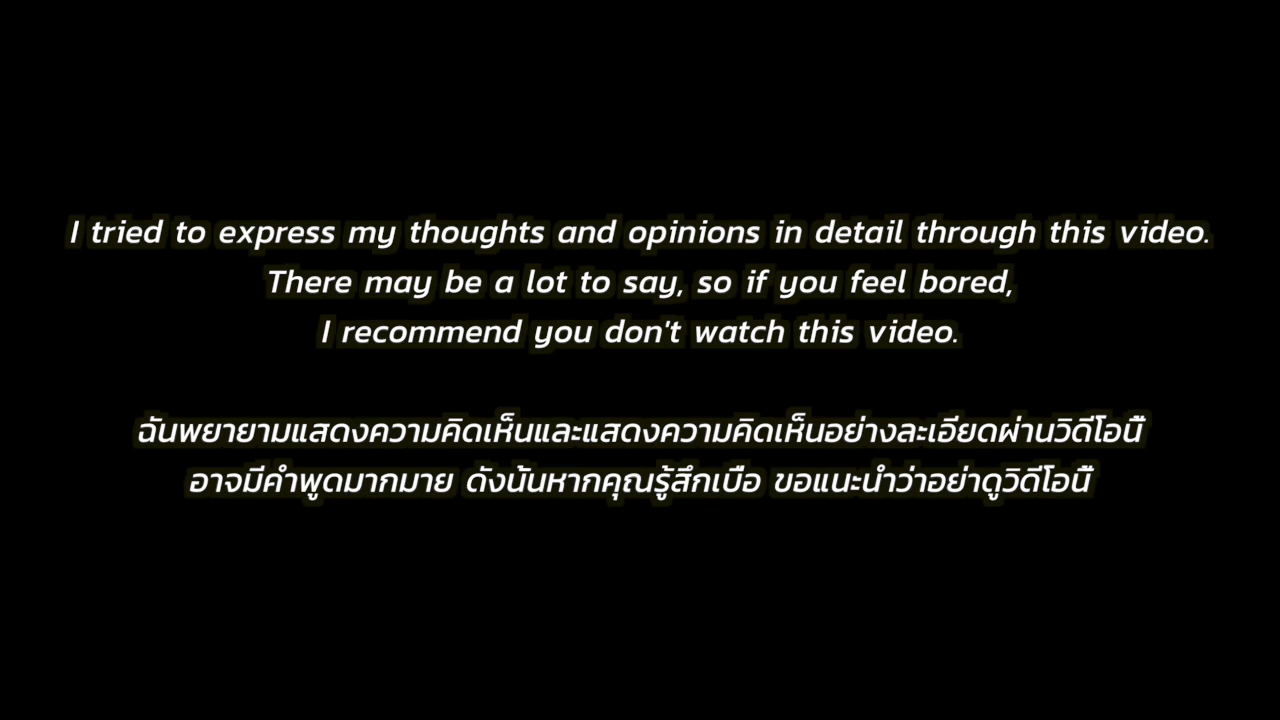 I tried to express my thoughts and opinions in detail through this video.
There may be a lot to say, so if you feel bored,
I recommend you don't watch this video.
ฉันพยายามแสดงความคิดเห็นและแสดงความคิดเห็นอย่างละเอียดผ่านวิดีโอนี้
อาจมีคำพูดมากมาย ดังนั้นหากคุณรู้สึกเบื่อ ขอแนะนำว่าอย่าดูวิดีโอนี้